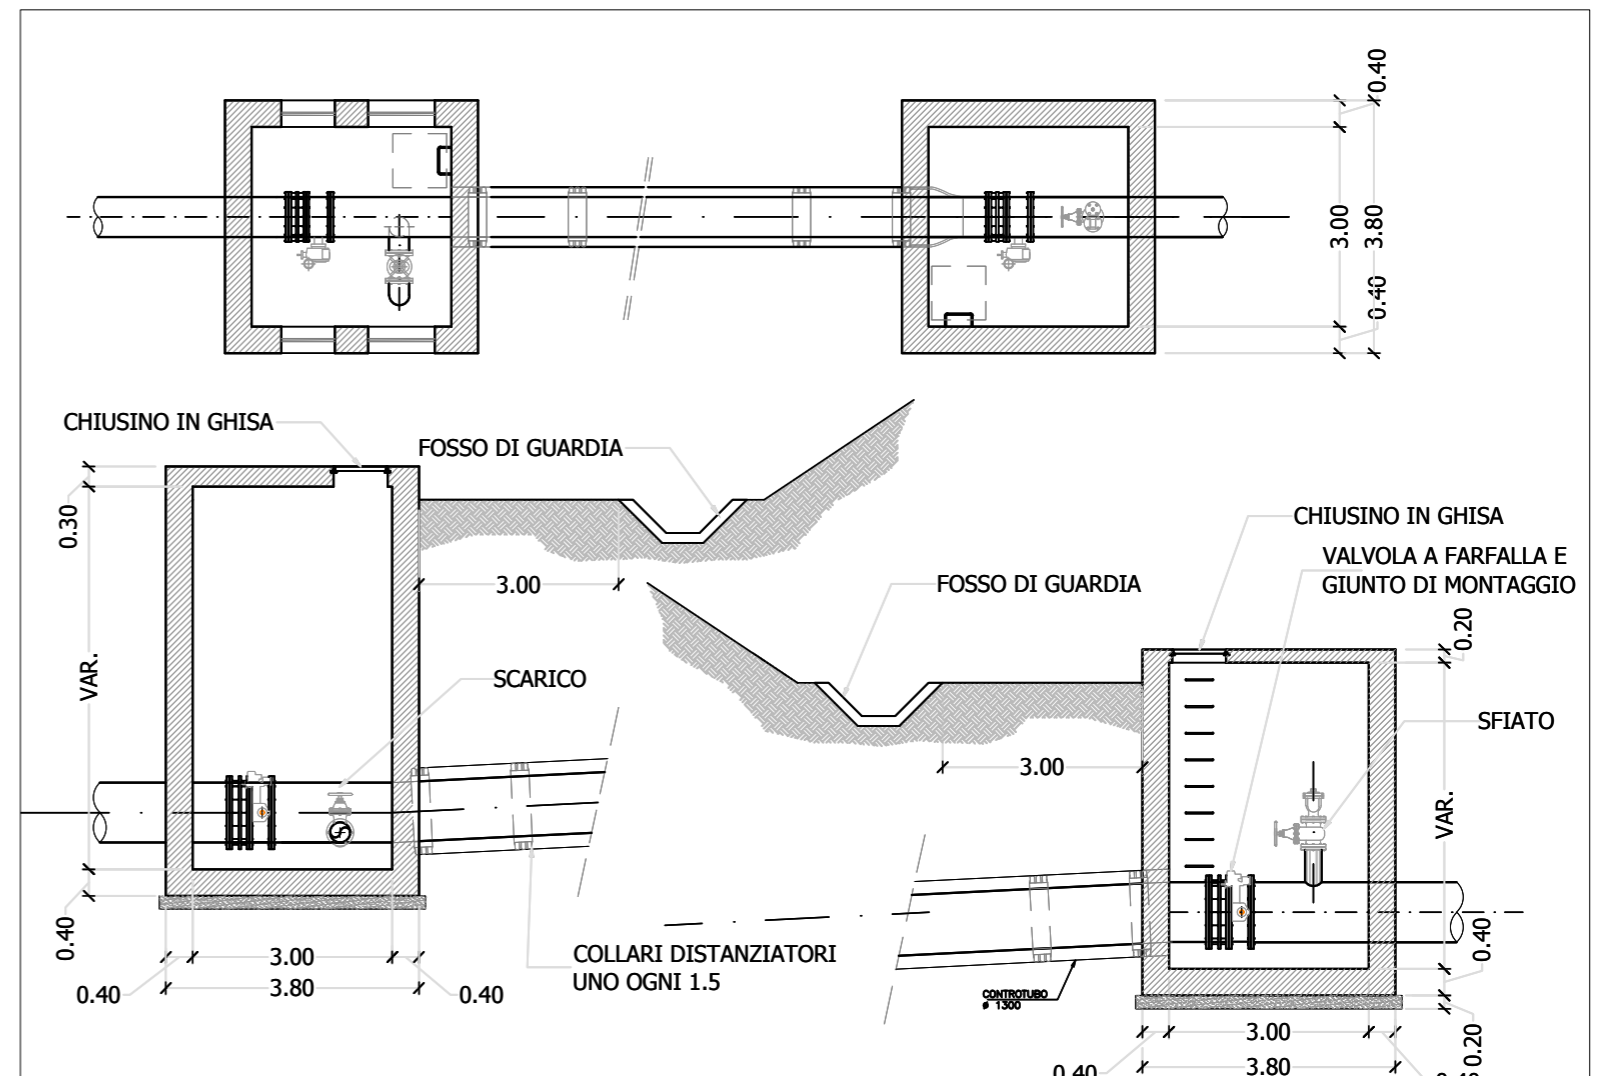 0.40
3.00
3.80
0.40
CHIUSINO IN GHISA
FOSSO DI GUARDIA
0.30
3.00
VAR.
SCARICO
CHIUSINO IN GHISA
VALVOLA A FARFALLA E
GIUNTO DI MONTAGGIO
FOSSO DI GUARDIA
0.20
3.00
SFIATO
VAR.
0.40
3.00
0.40
3.80
0.40
COLLARI DISTANZIATORI
UNO OGNI 1.5
CONTROTUBO
ø 1300
0.40
0.20
3.00
0.40
3.80
0.40